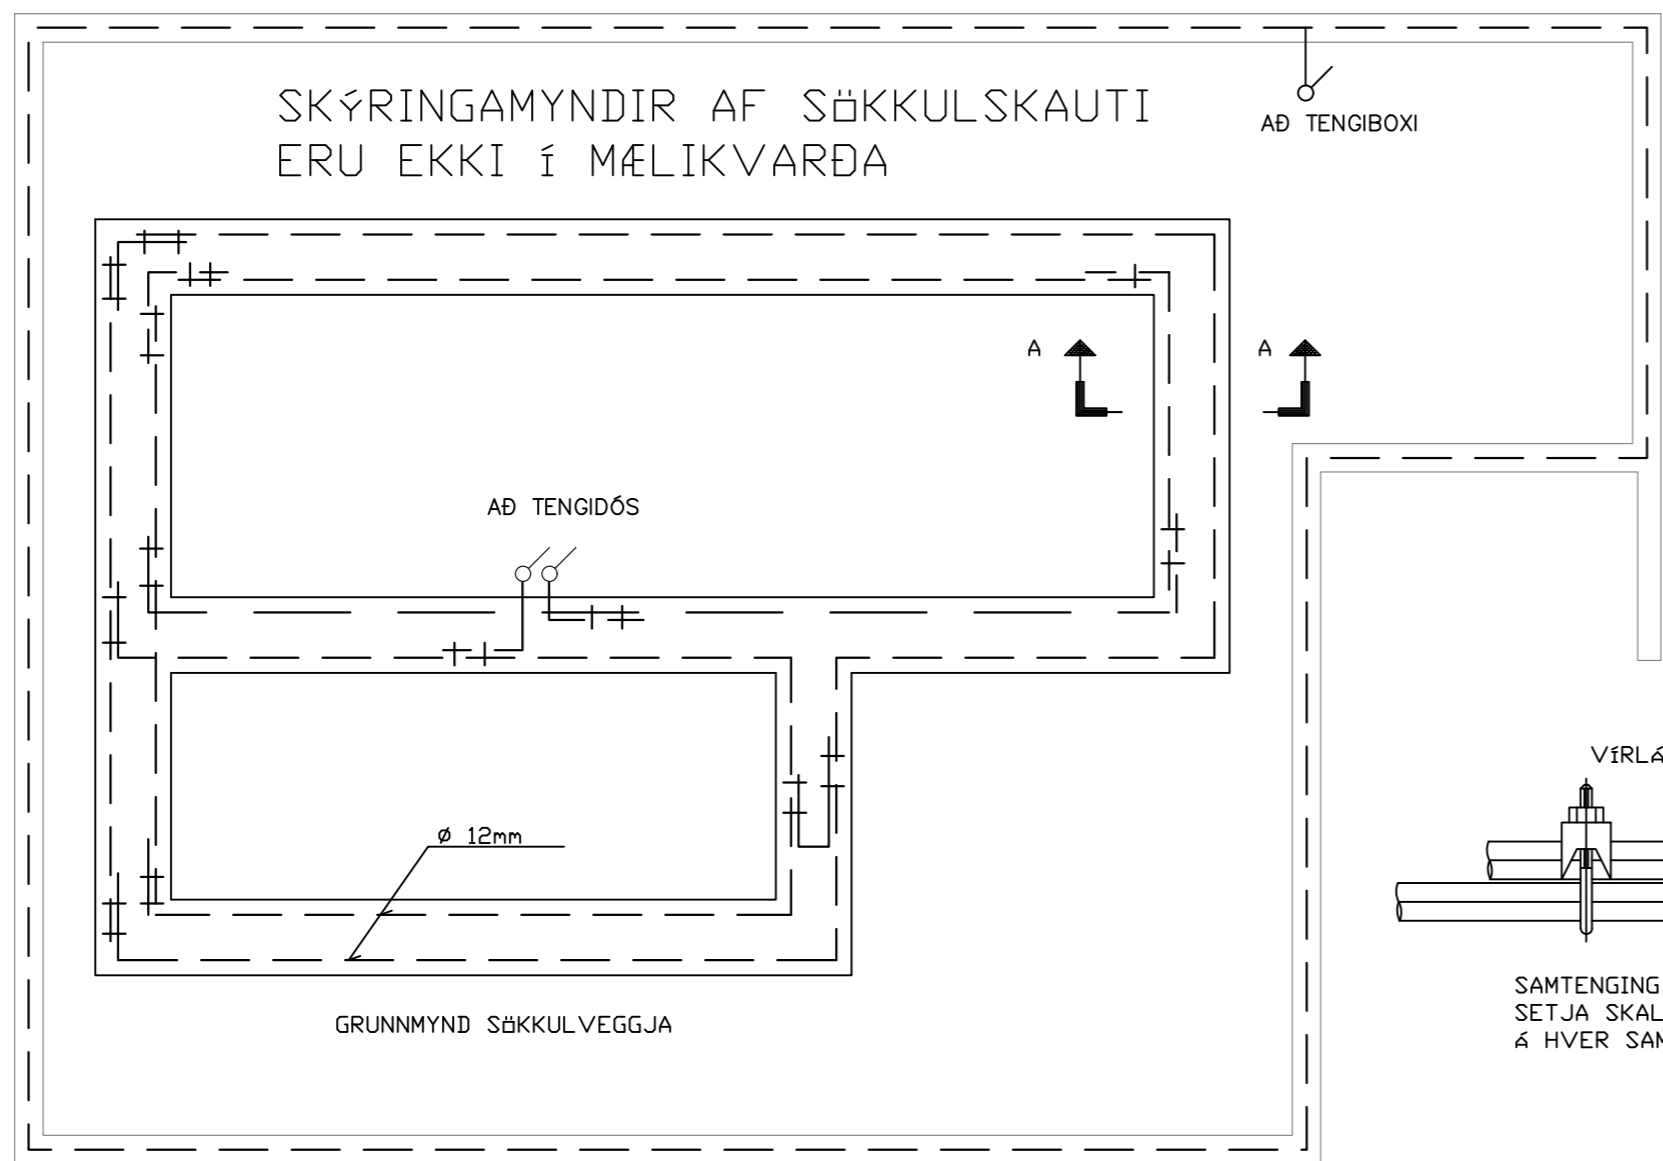 SKÝRINGAMYNDIR AF SÖKKULSKAUTI
ERU EKKI Í MÆLIKVARÐA
AÐ TENGIBOXI
A
A
AÐ TENGIDÓS
Ø 12mm
GRUNNMYND SÖKKULVEGGJA
SAMTENGING
SETJA SKAL
Á HVER